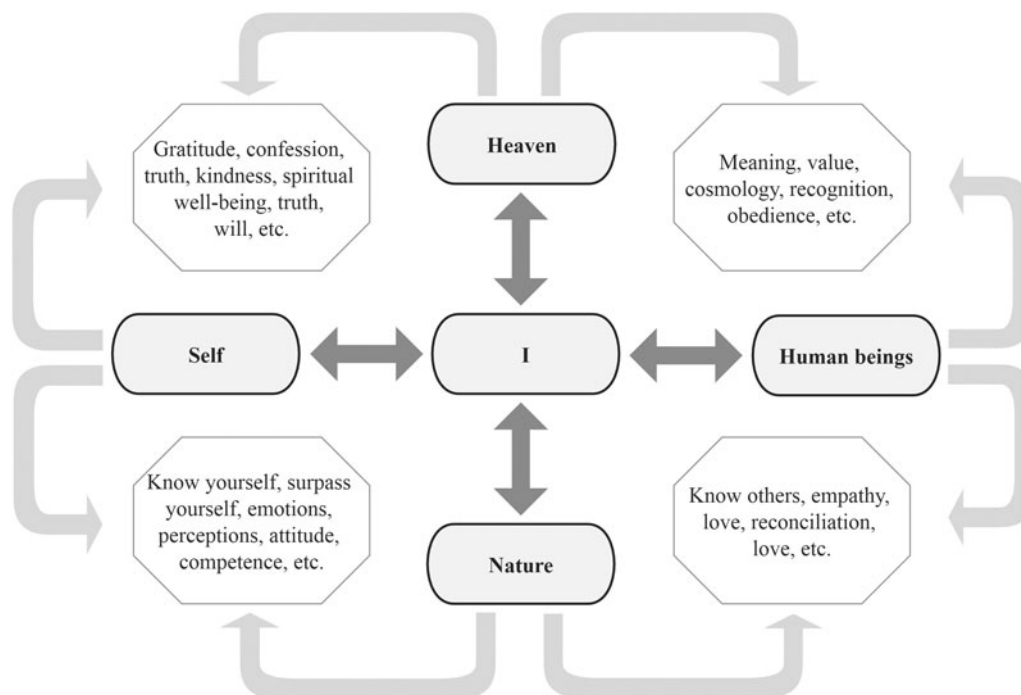 Heaven
Gratitude, confession,
truth, kindness, spiritual
well-being, truth,
will, etc.
Meaning, value,
cosmology, recognition,
obedience, etc.
Self
I
Human beings
Know yourself, surpass
yourself, emotions,
perceptions, attitude,
competence, etc.
Know others, empathy,
love, reconciliation,
love, etc.
Nature